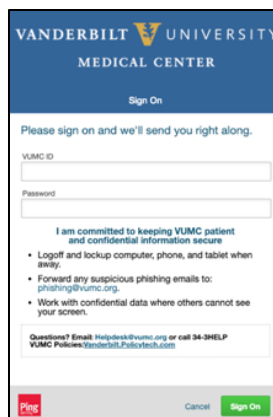 VANDERBILT V UNIVERSITY
MEDICAL CENTER
Sign On
Please sign on and we'll send you right along.
VUMC ID
Password
I am committed to keeping VUMC patient
and confidential information secure
• Logoff and lockup computer, phone, and tablet when
away.
• Forward any suspicious phishing emails to:
phishing@vumc.org.
• Work with confidential data where others cannot see
your screen.
Questions? Email: Helpdesk@vumc.org or call 34-3HELP
VUMC Policies:Vanderbilt.Policytech.com
Ping
Cancel
Sign On